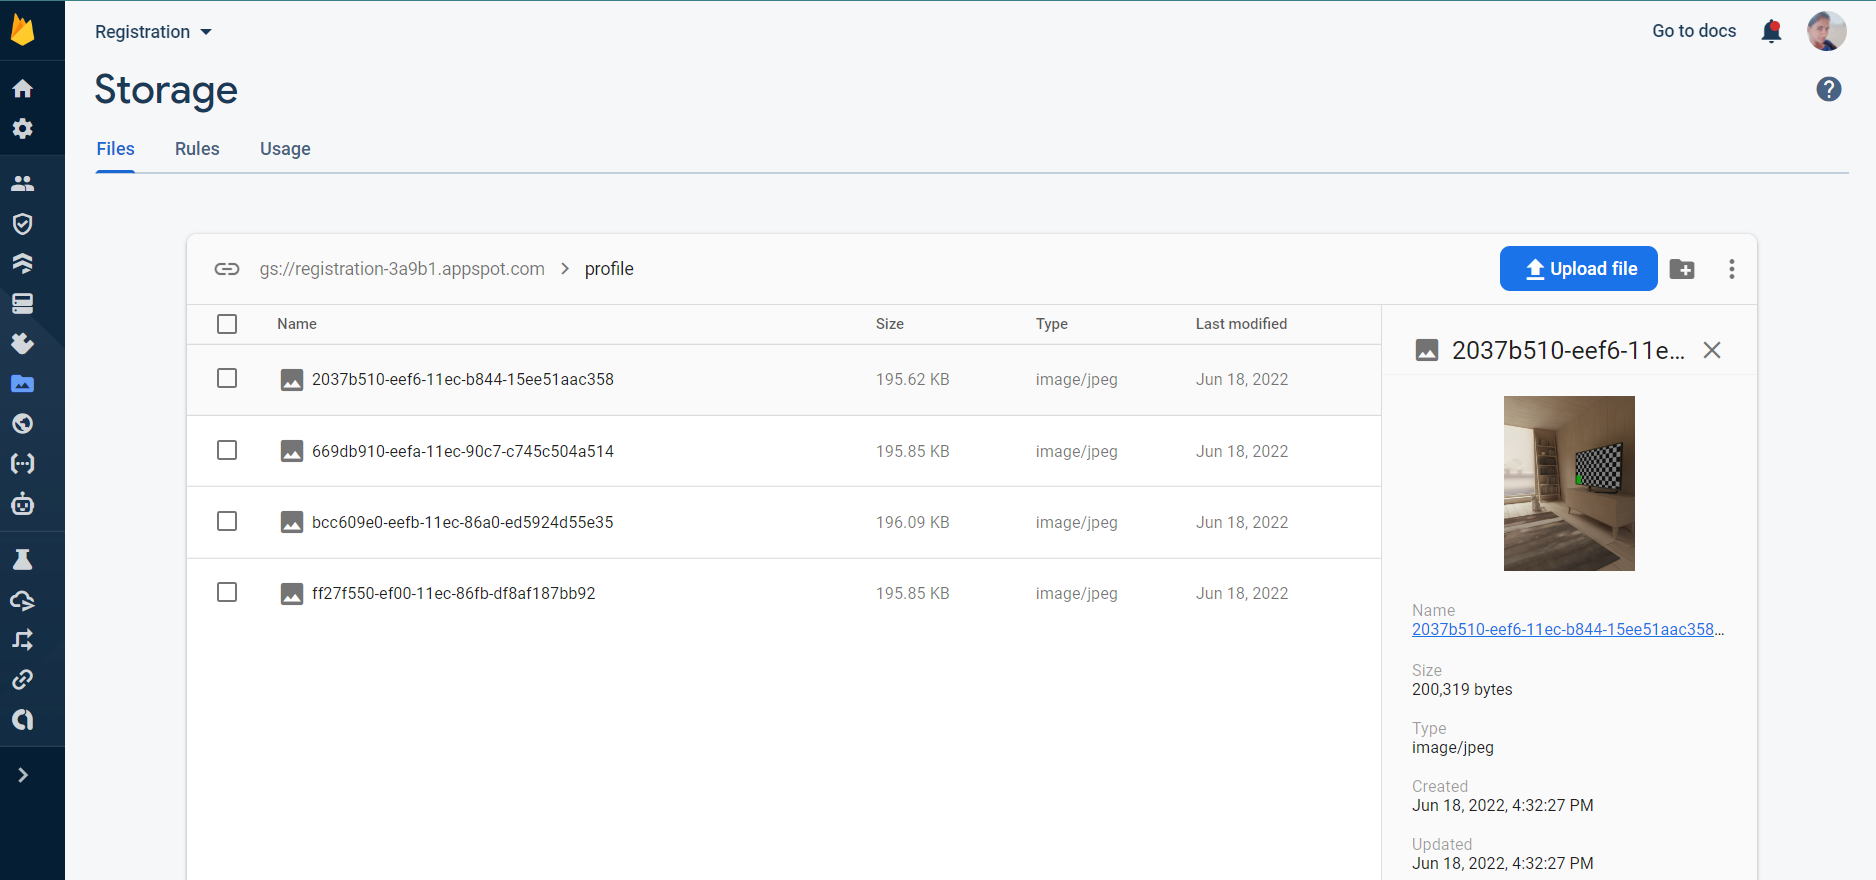 Registration
Go to docs
Storage
Files Rules Usage
gs://registration-3a9b1.appspot.com > profile
Upload file
Name Size Type Last modified
2037b510-eef6-11ec-b844-15ee51aac358 195.62 KB image/jpeg Jun 18, 2022
669db910-eefa-11ec-90c7-c745c504a514 195.85 KB image/jpeg Jun 18, 2022
bcc609e0-eefb-11ec-86a0-ed5924d55e35 196.09 KB image/jpeg Jun 18, 2022
ff27f550-ef00-11ec-86fb-df8af187bb92 195.85 KB image/jpeg Jun 18, 2022
2037b510-eef6-11e...
Name
2037b510-eef6-11ec-b844-15ee51aac358...
Size
200,319 bytes
Type
image/jpeg
Created
Jun 18, 2022, 4:32:27 PM
Updated
Jun 18, 2022, 4:32:27 PM